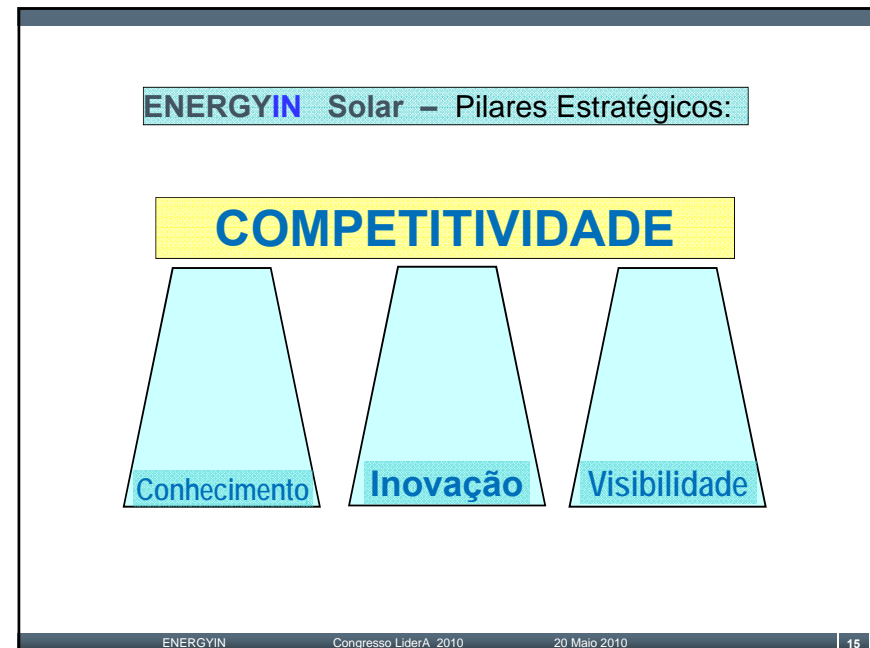 ENERGYIN Solar – Pilares Estratégicos:
COMPETITIVIDADE
Conhecimento Inovação Visibilidade
ENERGYIN Congresso LiderA 2010 20 Maio 2010 15